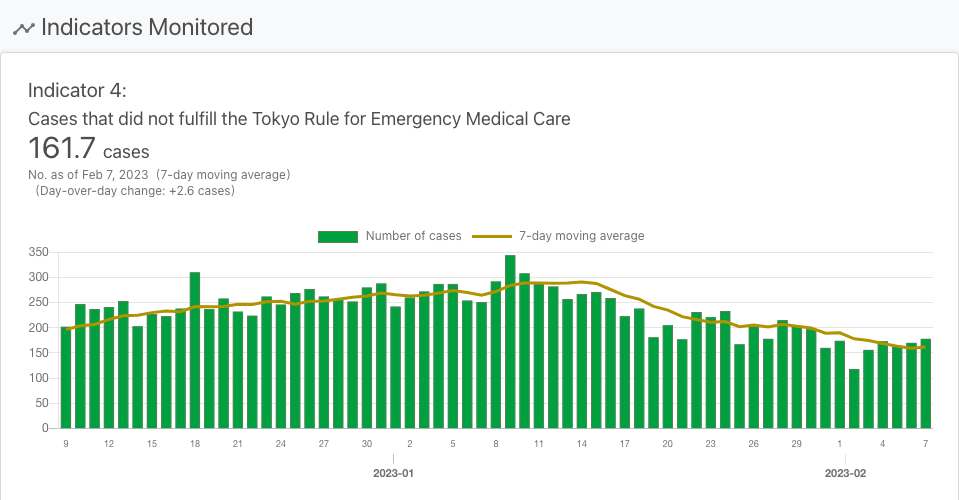 Indicators Monitored
Indicator 4:
Cases that did not fulfill the Tokyo Rule for Emergency Medical Care
161.7 cases
No. as of Feb 7, 2023 (7-day moving average)
(Day-over-day change: +2.6 cases)
Number of cases 7-day moving average
350
300
250
200
150
100
50
0
9 12 15 18 21 24 27 30 2 5 8 11 14 17 20 23 26 29 1 4 7
2023-01 2023-02